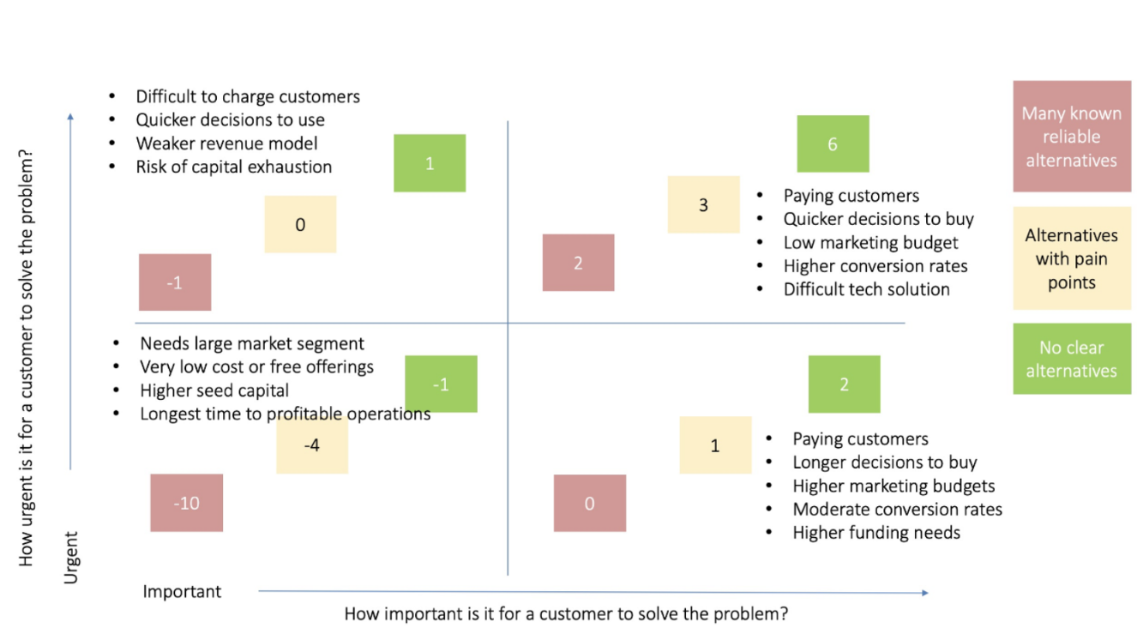 • Difficult to charge customers
• Quicker decisions to use
• Weaker revenue model
• Risk of capital exhaustion
1
0
-1
6
3
2
• Paying customers
• Quicker decisions to buy
• Low marketing budget
• Higher conversion rates
• Difficult tech solution
Many known
reliable
alternatives
Alternatives
with pain
points
No clear
alternatives
• Needs large market segment
• Very low cost or free offerings
• Higher seed capital
• Longest time to profitable operations
-1
-4
-10
2
1
0
• Paying customers
• Longer decisions to buy
• Higher marketing budgets
• Moderate conversion rates
• Higher funding needs
How urgent is it for a customer to solve the problem?
Urgent
Important
How important is it for a customer to solve the problem?